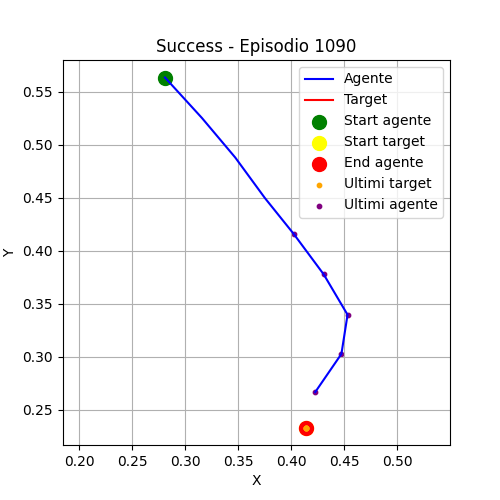 Success - Episodio 1090
Agente
Target
Start agente
Start target
End agente
Ultimi target
Ultimi agente
0.55
0.50
0.45
0.40
0.35
0.30
0.25
Y
0.20 0.25 0.30 0.35 0.40 0.45 0.50
X